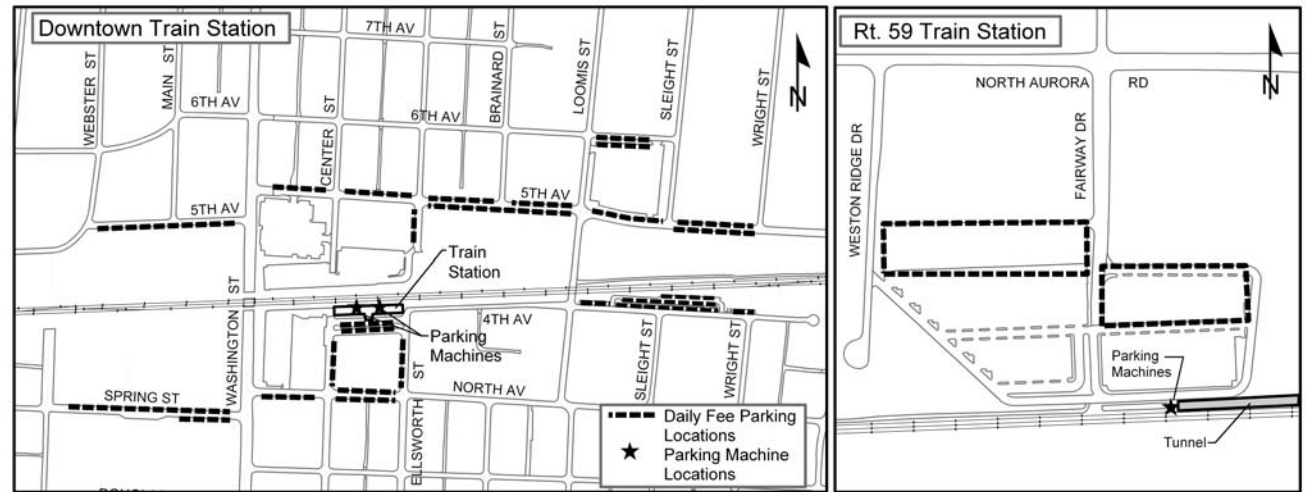 Downtown Train Station
7TH AV
WEBSTER ST
MAIN ST
6TH AV
CENTER ST
6TH AV
BRAINARD ST
LOOMIS ST
SLEIGHT ST
WRIGHT ST
N
5TH AV
5TH AV
WASHINGTON ST
Train
Station
4TH AV
Parking
Machines
SPRING ST
NORTH AV
ELLSWORTH ST
SLEIGHT ST
WRIGHT ST
Daily Fee Parking
Locations
Parking Machine
Locations
Rt. 59 Train Station
NORTH AURORA RD
N
WESTON RIDGE DR
FAIRWAY DR
Parking
Machines
Tunnel